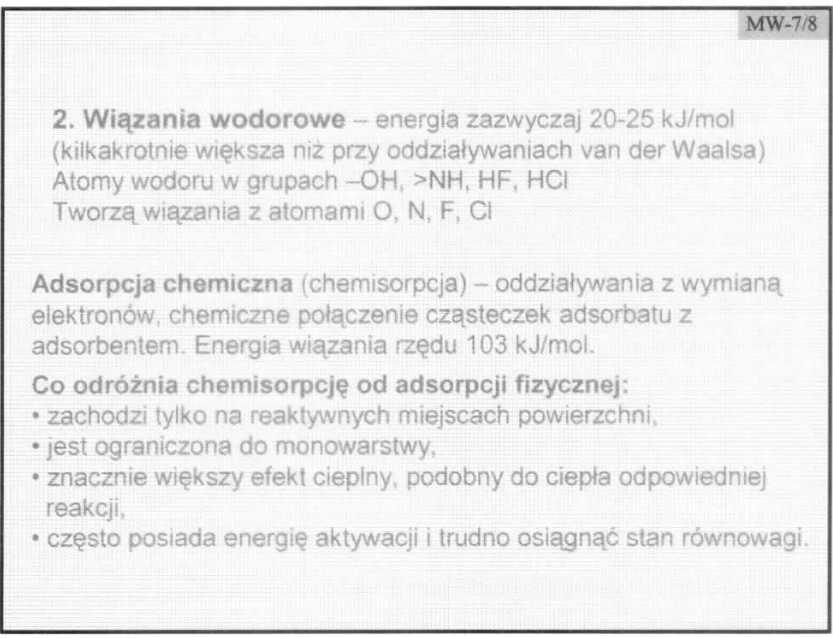 MW-7/8
2. Wiązania wodorowe – energia zazwyczaj 20-25 kJ/mol
(kilkakrotnie większa niż przy oddziaływaniach van der Waalsa)
Atomy wodoru w grupach –OH, >NH, HF, HCl
Tworzą wiązania z atomami O, N, F, Cl
Adsorpcja chemiczna (chemisorpcja) – oddziaływania z wymianą
elektronów, chemiczne połączenie cząsteczek adsorbatu z
adsorbentem. Energia wiązania rzędu 103 kJ/mol.
Co odróżnia chemisorpcję od adsorpcji fizycznej:
• zachodzi tylko na reaktywnych miejscach powierzchni,
• jest ograniczona do monowarstwy,
• znacznie większy efekt cieplny, podobny do ciepła odpowiedniej
reakcji,
• często posiada energię aktywacji i trudno osiągnąć stan równowagi.